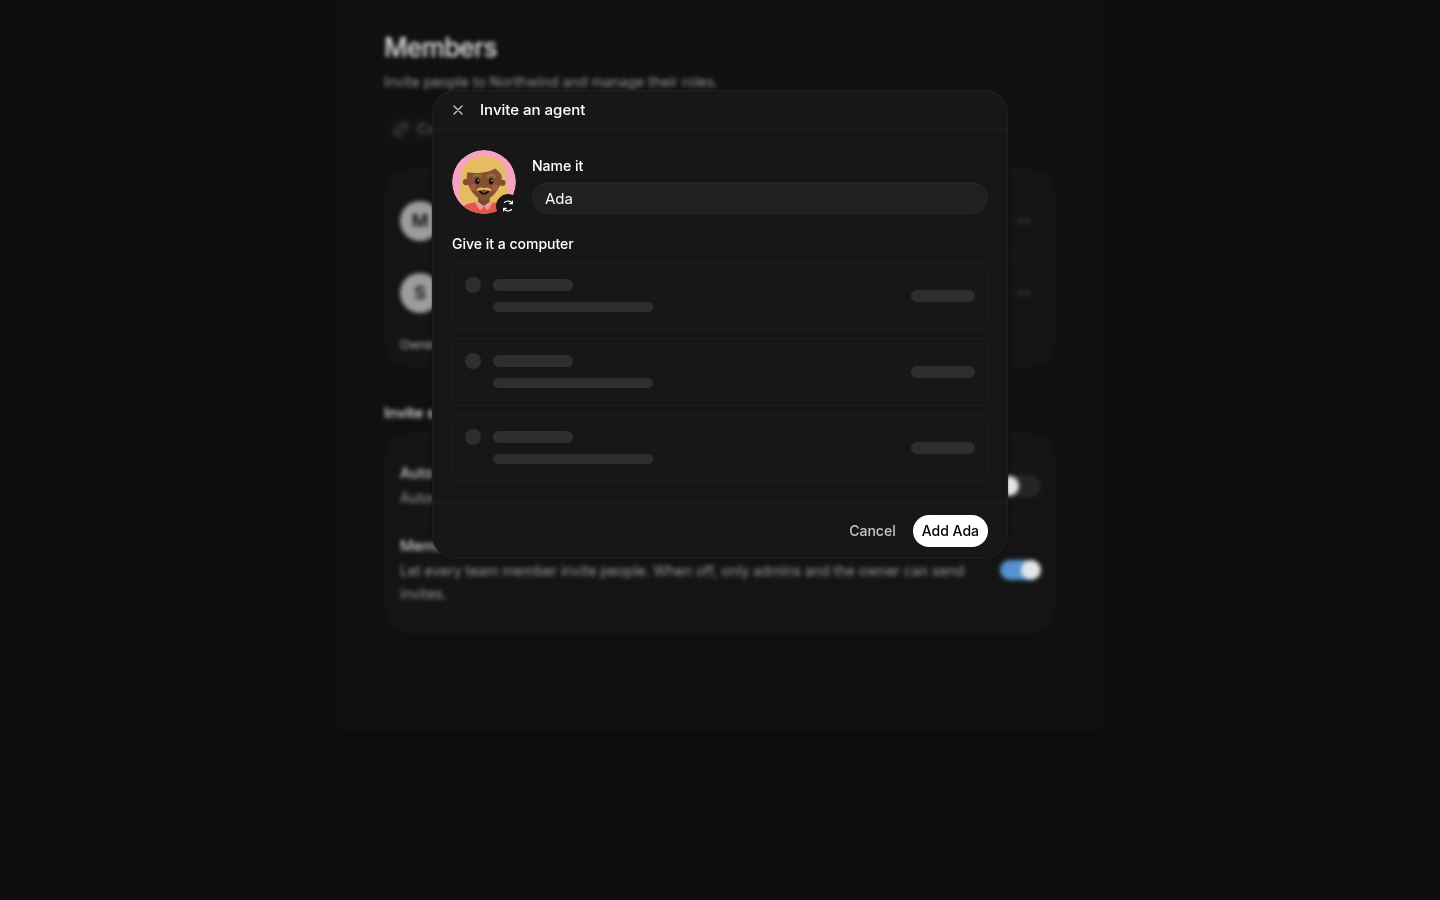 Members
Invite people to Northwind and manage their roles.
Invite an agent
Name it
Ada
M
Give it a computer
S
Cancel
Add Ada
Let every team member invite people. When off, only admins and the owner can send
invites.